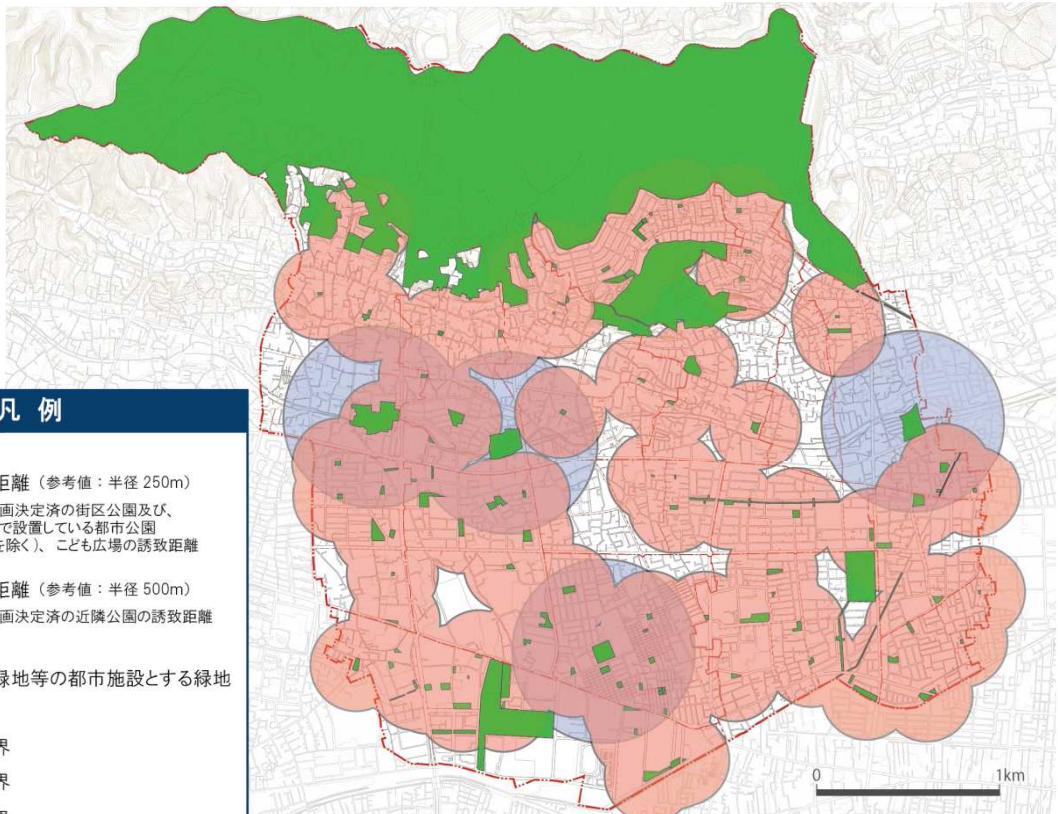 凡 例
距離（参考値：半径 250m）
画決定済の街区公園及び、
で設置している都市公園
を除く）、こども広場の誘致距離
距離（参考値：半径 500m）
画決定済の近隣公園の誘致距離
緑地等の都市施設とする緑地
界
界
0 1km